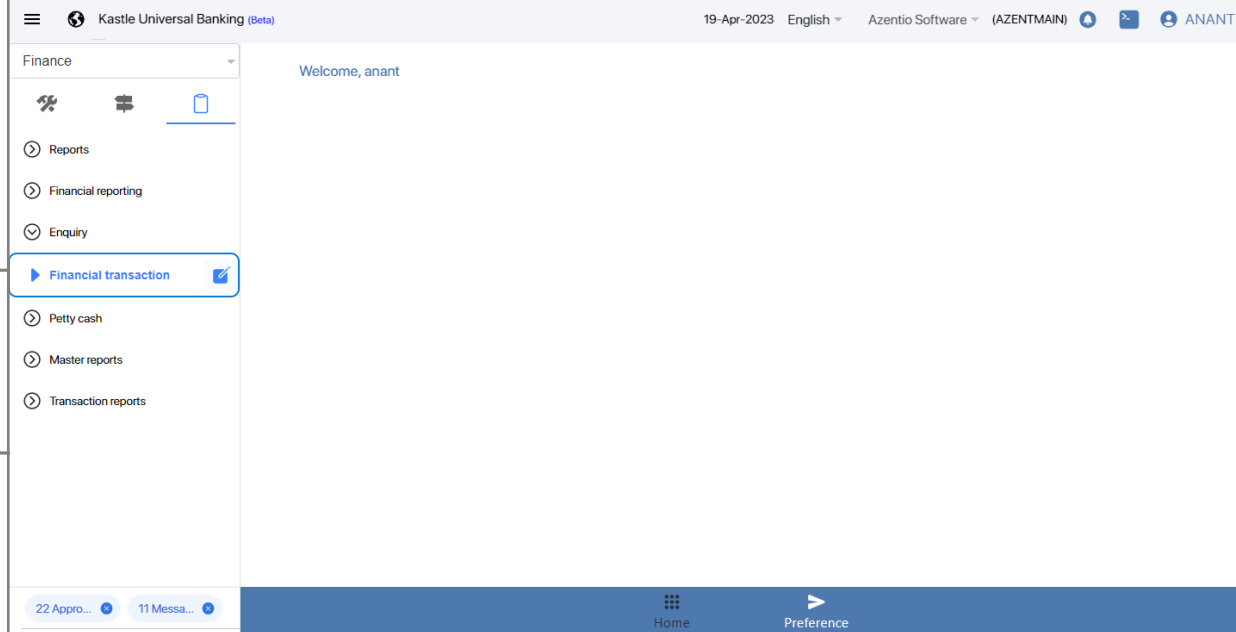 Kastle Universal Banking (Beta) 19-Apr-2023 English Azentio Software (AZENTMAIN) ANANT
Finance
Welcome, anant
Reports
Financial reporting
Enquiry
Financial transaction
Petty cash
Master reports
Transaction reports
22 Appro... 11 Messa...
Home Preference